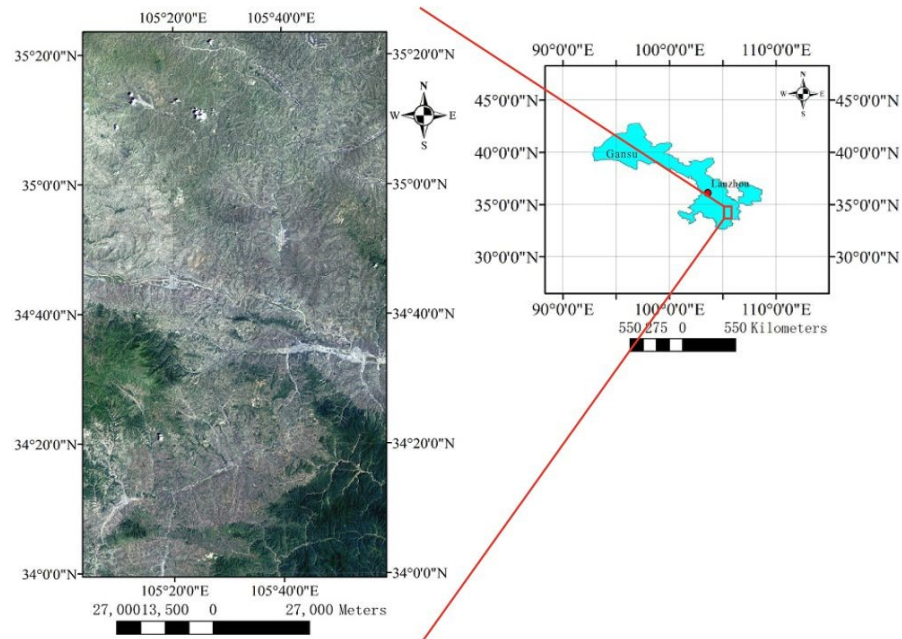 105°20'0"E 105°40'0"E
35°20'0"N 35°20'0"N
N
W E
S
35°0'0"N 35°0'0"N
34°40'0"N 34°40'0"N
34°20'0"N 34°20'0"N
34°0'0"N 34°0'0"N
105°20'0"E 105°40'0"E
27,00013,500 0 27,000 Meters
90°0'0"E 100°0'0"E 110°0'0"E
N
W E
S
45°0'0"N 45°0'0"N
40°0'0"N 40°0'0"N
Gansu
Lanzhou
35°0'0"N 35°0'0"N
30°0'0"N 30°0'0"N
90°0'0"E 100°0'0"E 110°0'0"E
550 275 0 550 Kilometers